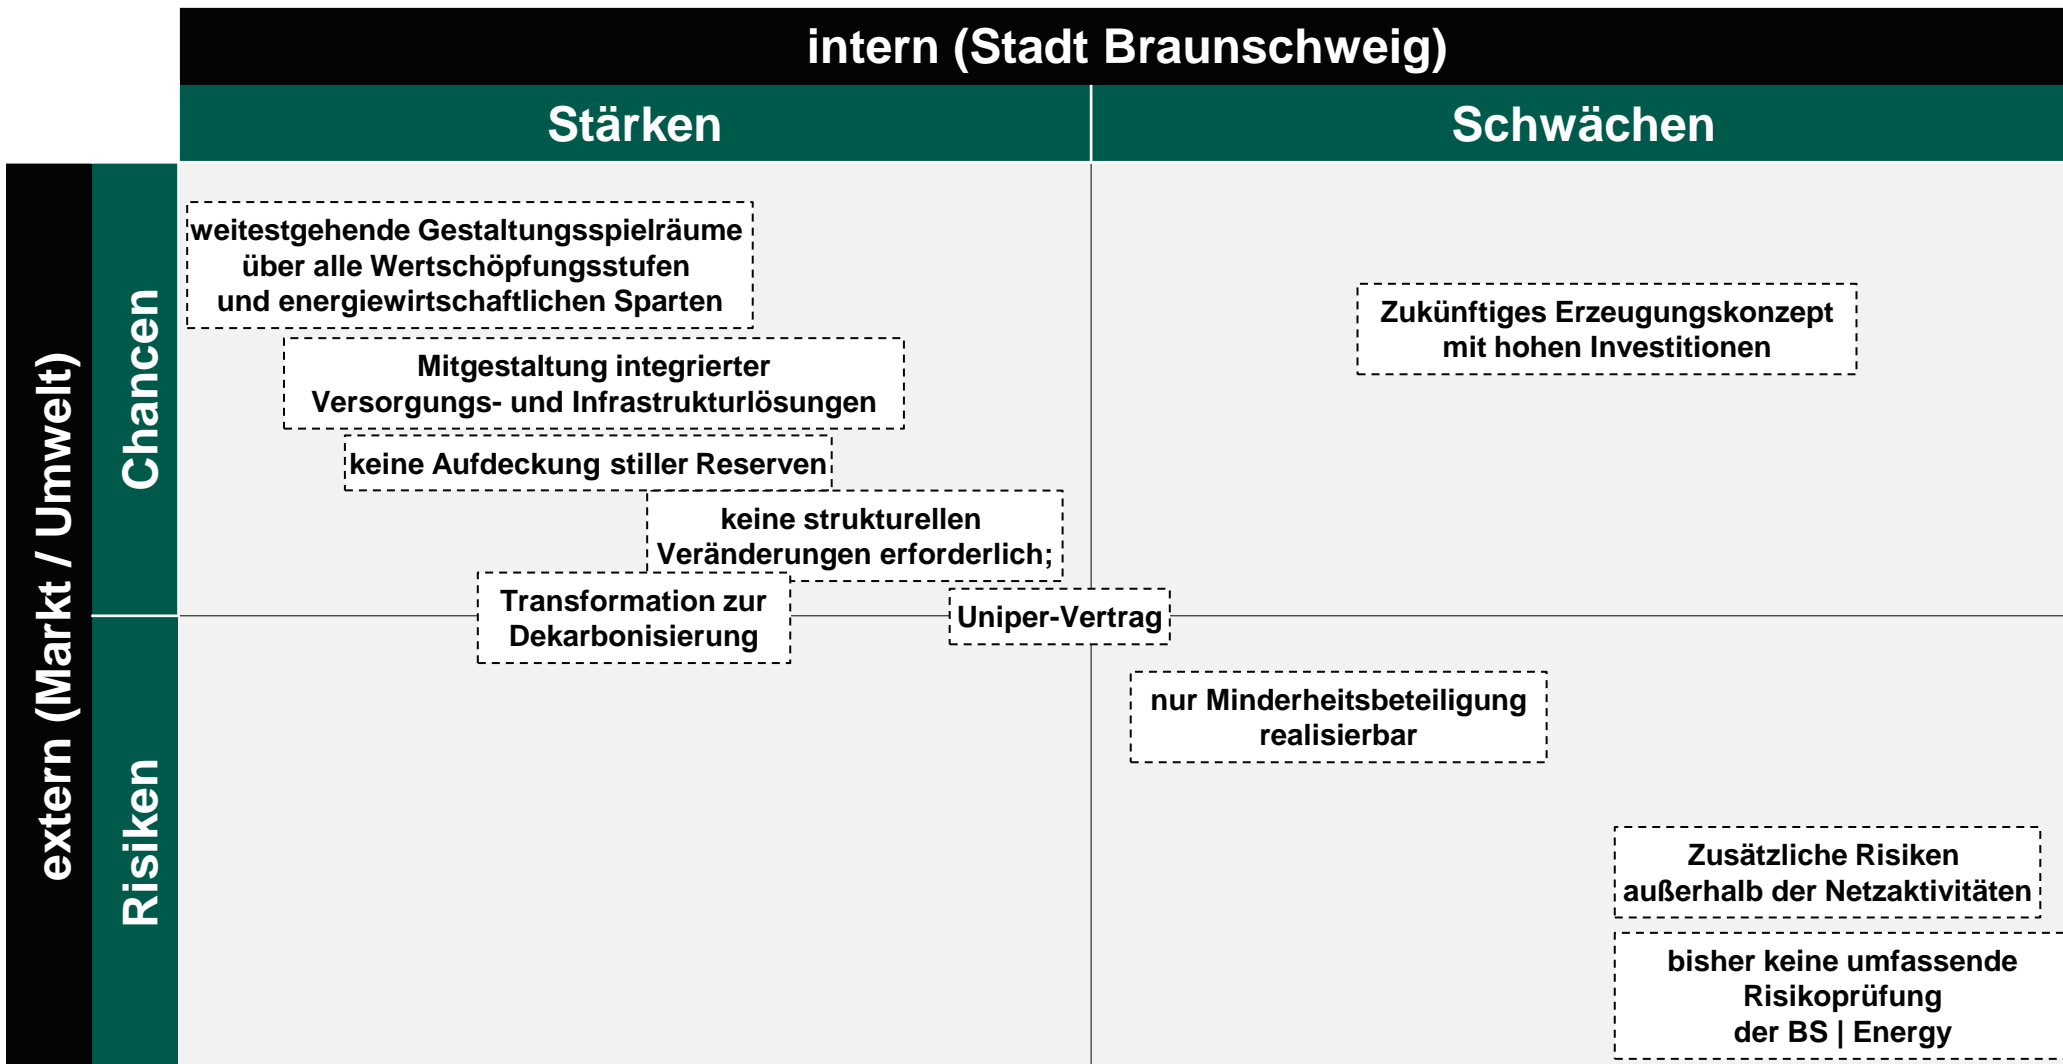 intern (Stadt Braunschweig)
Stärken
Schwächen
extern (Markt / Umwelt)
Chancen
weitestgehende Gestaltungsspielräume
über alle Wertschöpfungsstufen
und energiewirtschaftlichen Sparten
Mitgestaltung integrierter
Versorgungs- und Infrastrukturlösungen
keine Aufdeckung stiller Reserven
keine strukturellen
Veränderungen erforderlich;
Transformation zur
Dekarbonisierung
Uniper-Vertrag
Zukünftiges Erzeugungskonzept
mit hohen Investitionen
Risiken
nur Minderheitsbeteiligung
realisierbar
Zusätzliche Risiken
außerhalb der Netzaktivitäten
bisher keine umfassende
Risikoprüfung
der BS | Energy